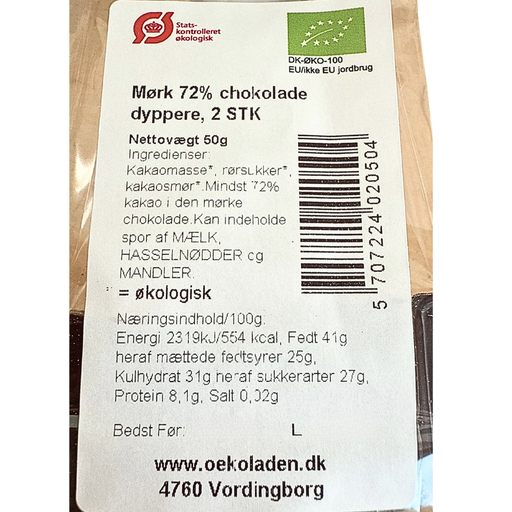 Stats-
kontrolleret
økologisk
DK-ØKO-100
EU/ikke EU jordbrug
Mørk 72% chokolade
dyppere, 2 STK
Nettovægt 50g
Ingredienser:
Kakaomasse*, rørsukker*,
kakaosmør*.Mindst 72%
kakao i den mørke
chokolade.Kan indeholde
spor af MÆLK,
HASSELNØDDER og
MANDLER.
= økologisk
5 707224 020504
Næringsindhold/100g:
Energi 2319kJ/554 kcal, Fedt 41g
heraf mættede fedtsyrer 25g,
Kulhydrat 31g heraf sukkerarter 27g,
Protein 8,1g, Salt 0,02g
Bedst Før: L
www.oekoladen.dk
4760 Vordingborg